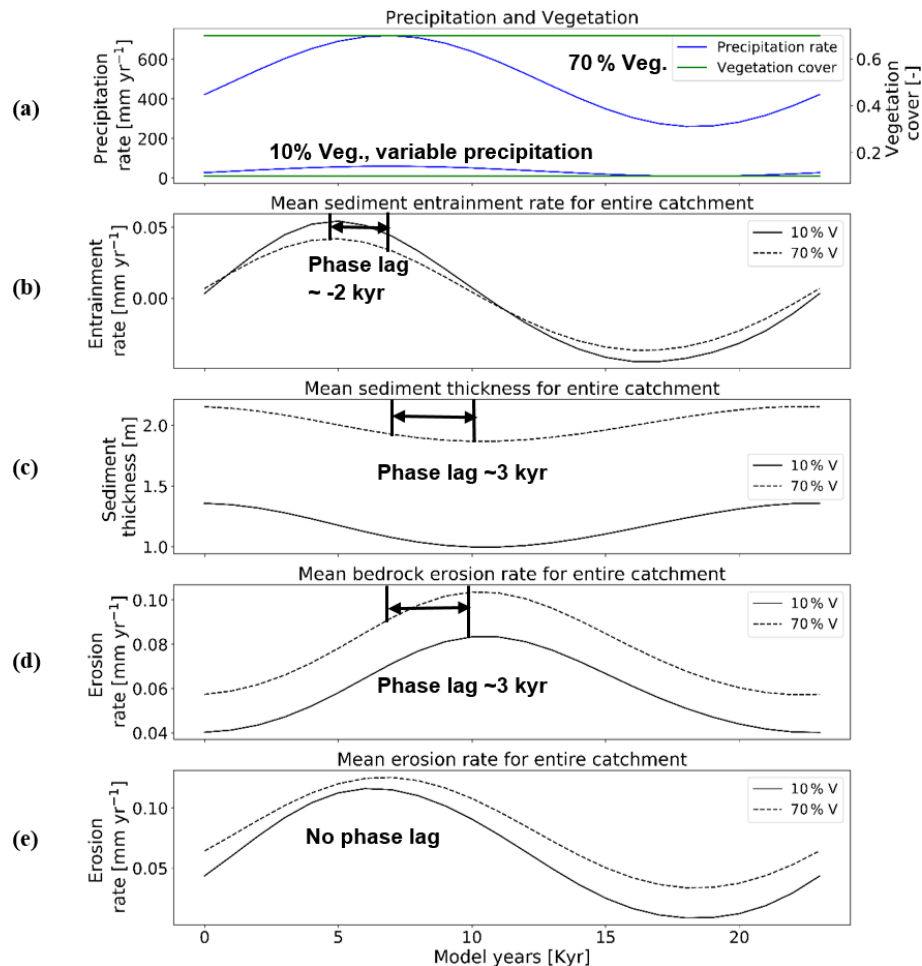 Precipitation and Vegetation
(a)
Precipitation
rate [mm yr⁻¹]
600
400
200
0
70 % Veg.
Precipitation rate
Vegetation cover
10% Veg., variable precipitation
0.6
0.4
0.2
Vegetation
cover [-]
Mean sediment entrainment rate for entire catchment
(b)
Entrainment
rate [mm yr⁻¹]
0.05
0.00
Phase lag
~ -2 kyr
10 % V
70 % V
Mean sediment thickness for entire catchment
(c)
Sediment
thickness [m]
2.0
1.5
1.0
Phase lag ~3 kyr
10 % V
70 % V
Mean bedrock erosion rate for entire catchment
(d)
Erosion
rate [mm yr⁻¹]
0.10
0.08
0.06
0.04
Phase lag ~3 kyr
10 % V
70 % V
Mean erosion rate for entire catchment
(e)
Erosion
rate [mm yr⁻¹]
0.10
0.05
No phase lag
10 % V
70 % V
0
5
10
15
20
Model years [Kyr]